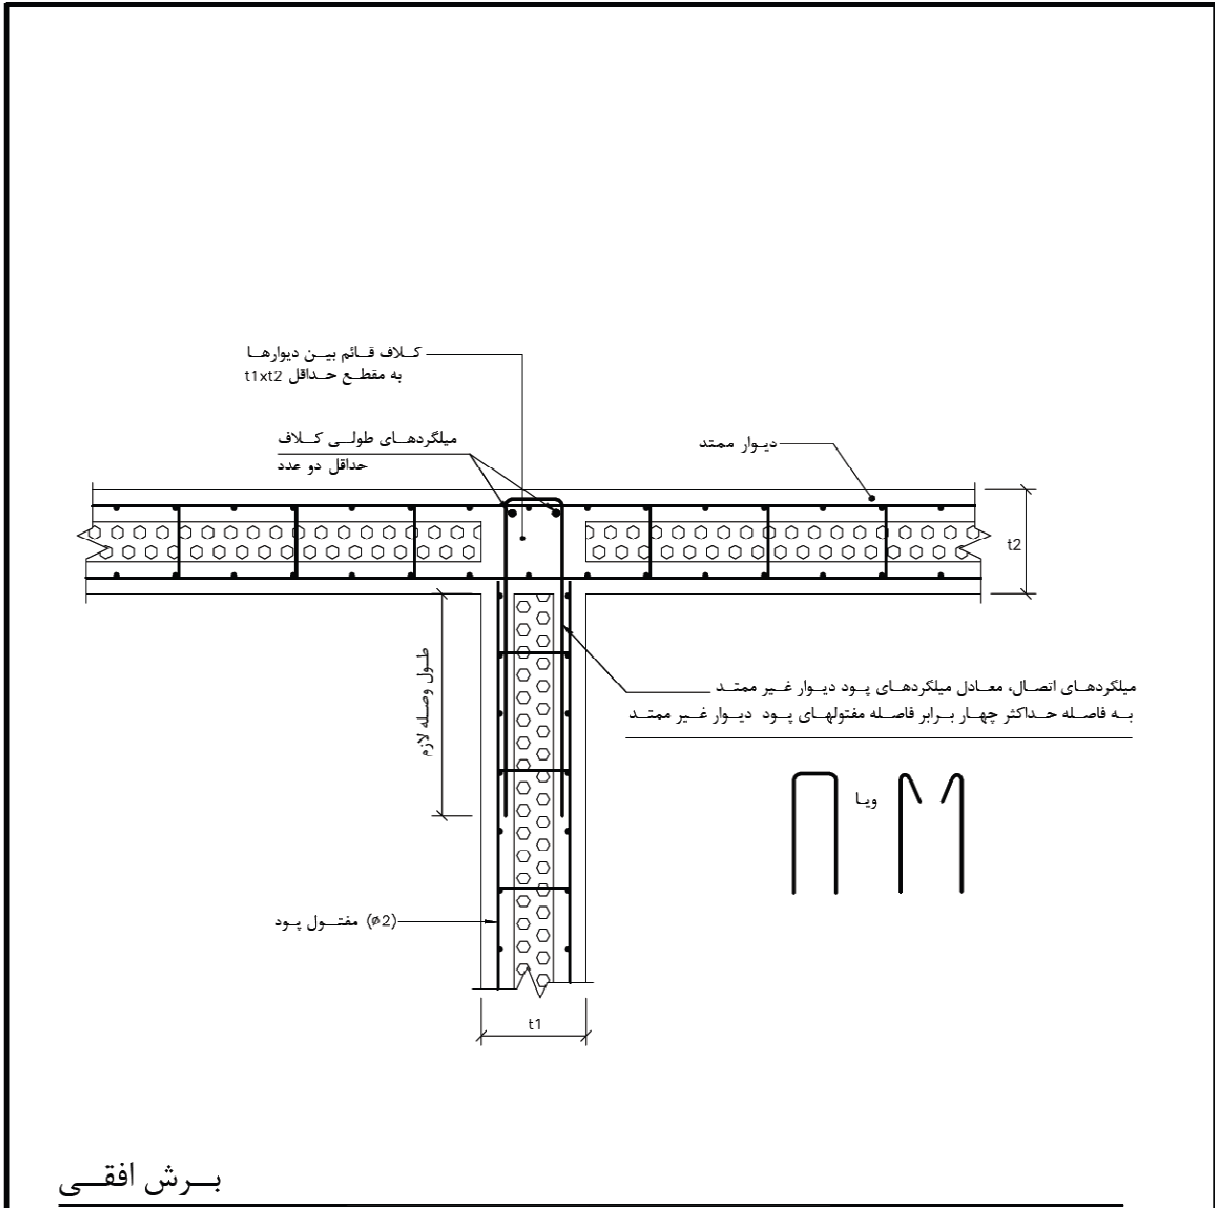 کلاف قائم بین دیوارها
به مقطع حداقل t1xt2
میلگردهای طولی کلاف
حداقل دو عدد
دیوار ممتد
t2
طول وصله لازم
میلگردهای اتصال، معادل میلگردهای پود دیوار غیر ممتد
به فاصله حداکثر چهار برابر فاصله مفتولهای پود دیوار غیر ممتد
ویا
مفتول پود (ø2)
t1
برش افقی